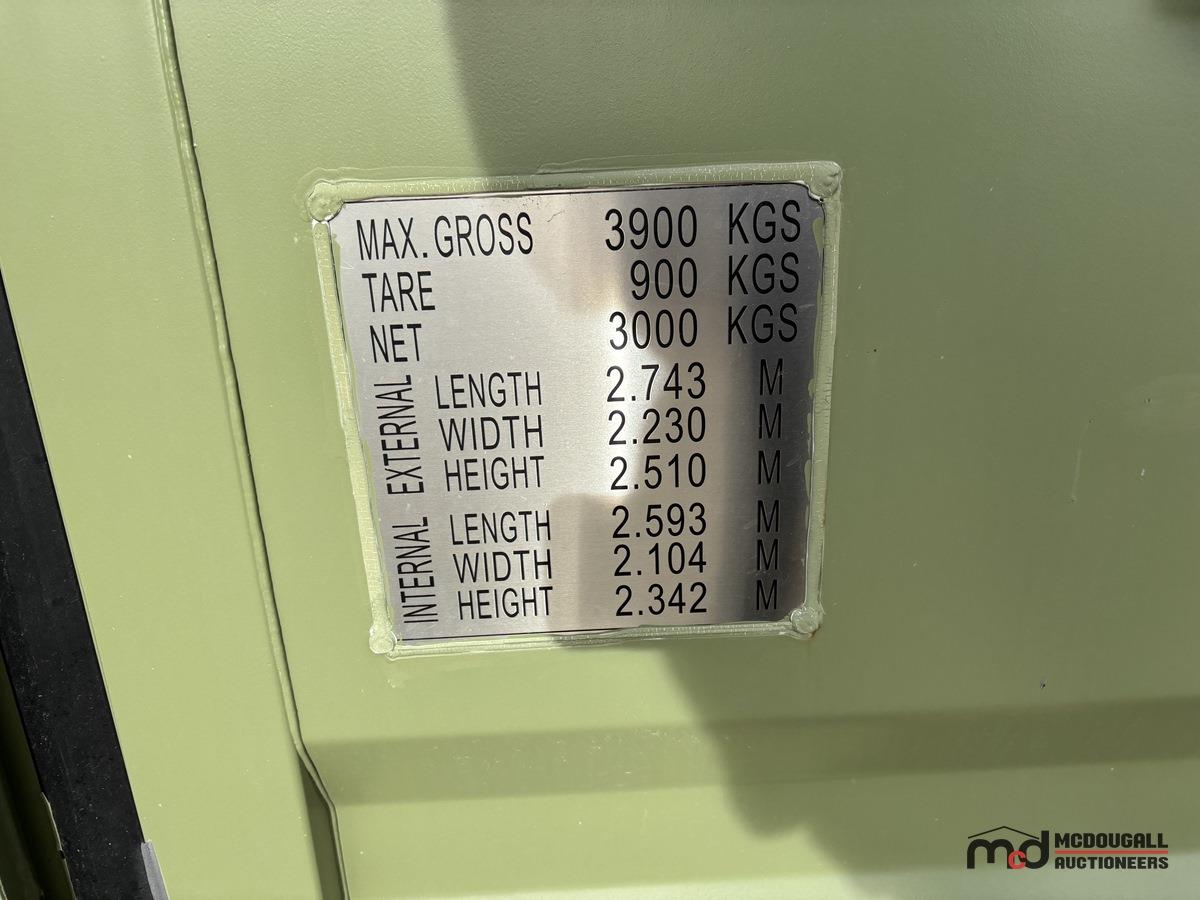 MAX. GROSS 3900 KGS
TARE 900 KGS
NET 3000 KGS
EXTERNAL
LENGTH 2.743 M
WIDTH 2.230 M
HEIGHT 2.510 M
INTERNAL
LENGTH 2.593 M
WIDTH 2.104 M
HEIGHT 2.342 M
mcd MCDOUGALL
AUCTIONEERS